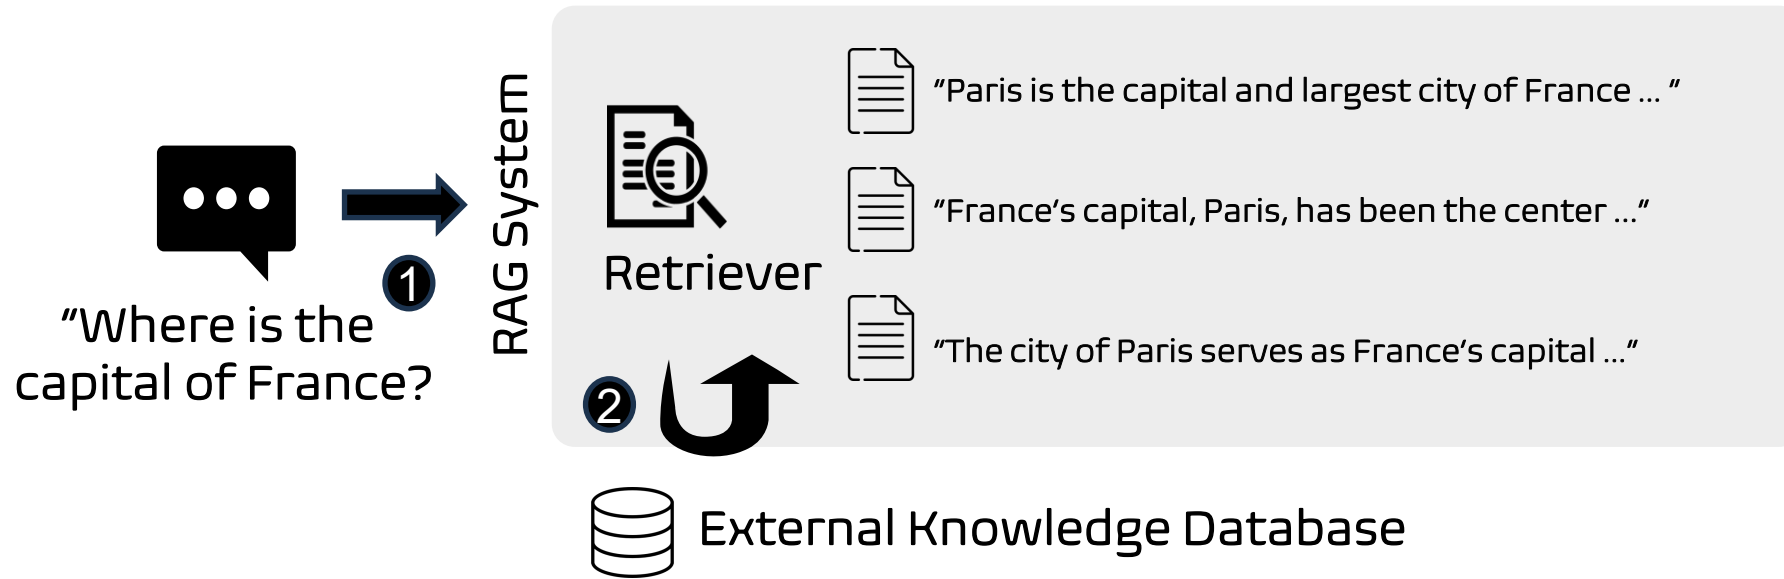 "Where is the
capital of France?
1
RAG System
Retriever
2
"Paris is the capital and largest city of France ... "
"France's capital, Paris, has been the center ..."
"The city of Paris serves as France's capital ..."
External Knowledge Database